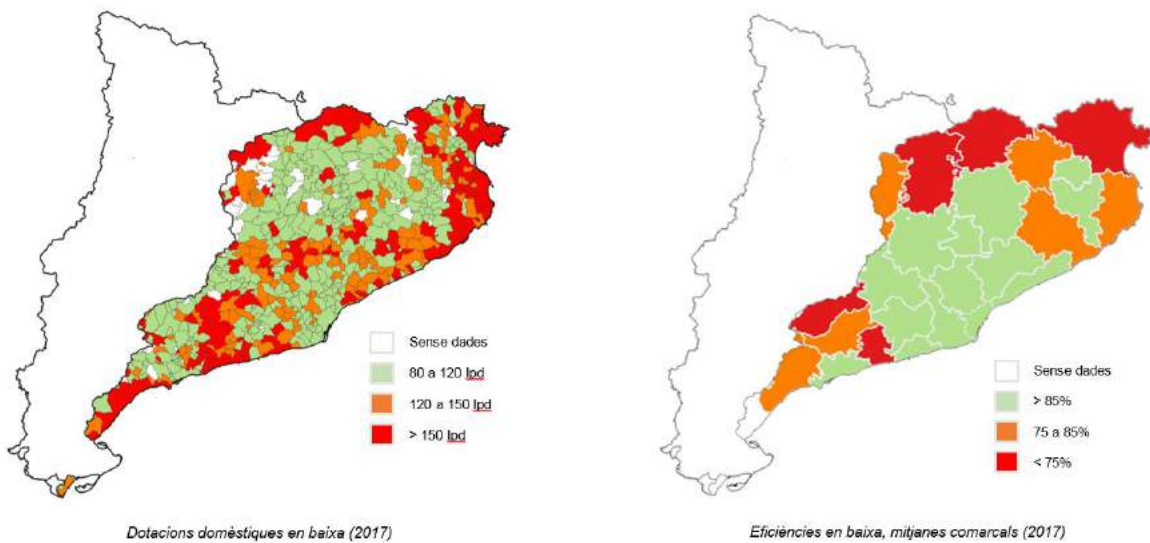 Sense dades
80 a 120 lpd
120 a 150 lpd
> 150 lpd
Dotacions domèstiques en baixa (2017)
Sense dades
> 85%
75 a 85%
< 75%
Eficiències en baixa, mitjanes comarcals (2017)